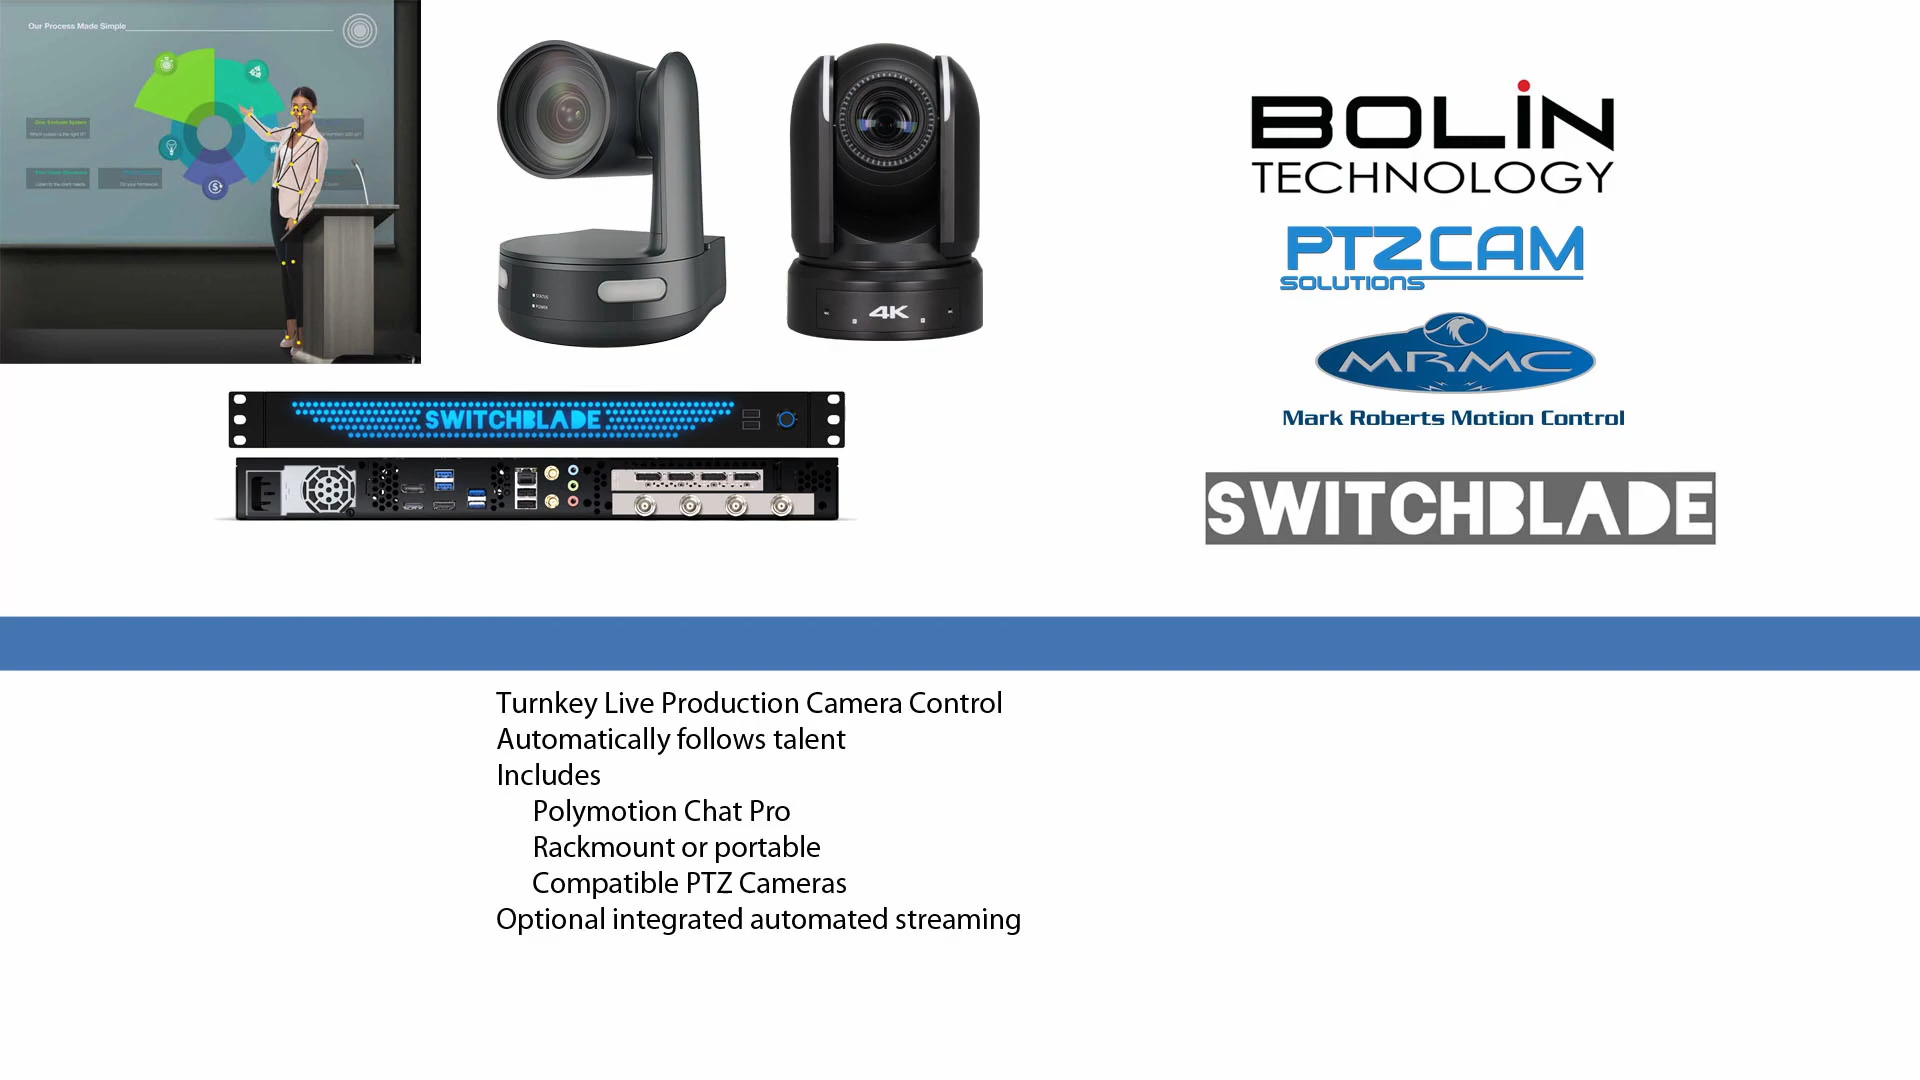 Our Process Made Simple
STATUS
POWER
4K
BOLIN
TECHNOLOGY
PTZCAM
SOLUTIONS
MRMC
Mark Roberts Motion Control
SWITCHBLADE
SWITCHBLADE
Turnkey Live Production Camera Control
Automatically follows talent
Includes
Polymotion Chat Pro
Rackmount or portable
Compatible PTZ Cameras
Optional integrated automated streaming